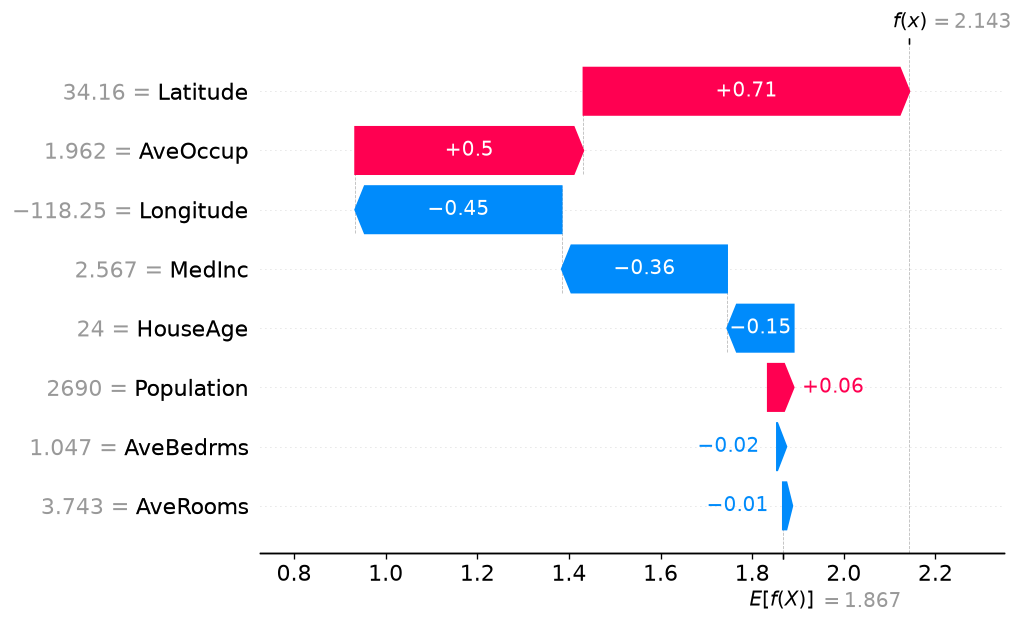 f(x) = 2.143
34.16 = Latitude +0.71
1.962 = AveOccup +0.5
−118.25 = Longitude −0.45
2.567 = MedInc −0.36
24 = HouseAge −0.15
2690 = Population +0.06
1.047 = AveBedrms −0.02
3.743 = AveRooms −0.01
0.8 1.0 1.2 1.4 1.6 1.8 2.0 2.2
E[f(X)] = 1.867